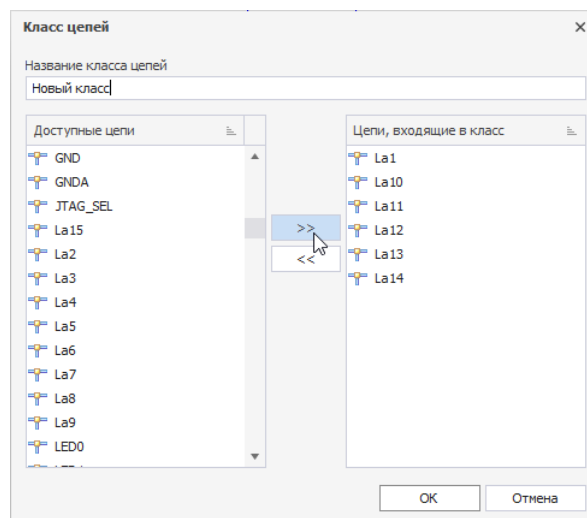 Класс цепей
Название класса цепей
Новый класс
Доступные цепи
GND
GNDA
JTAG_SEL
La15
La2
La3
La4
La5
La6
La7
La8
La9
LED0
>>
<<
Цепи, входящие в класс
La1
La10
La11
La12
La13
La14
OK
Отмена